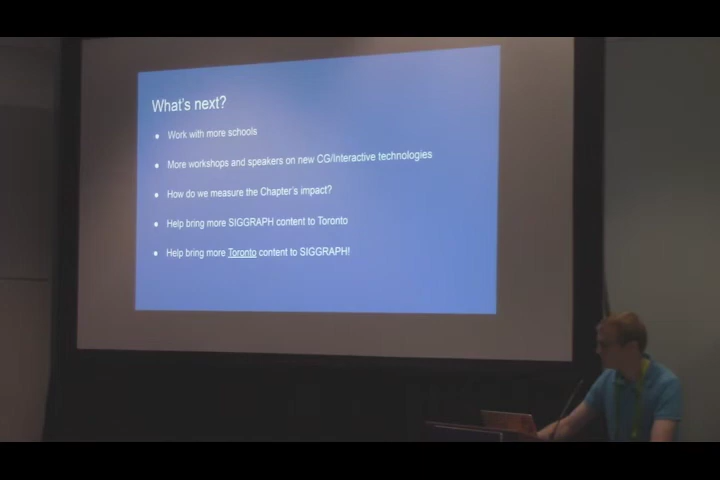 What's next?
● Work with more schools
● More workshops and speakers on new CG/Interactive technologies
● How do we measure the Chapter's impact?
● Help bring more SIGGRAPH content to Toronto
● Help bring more Toronto content to SIGGRAPH!